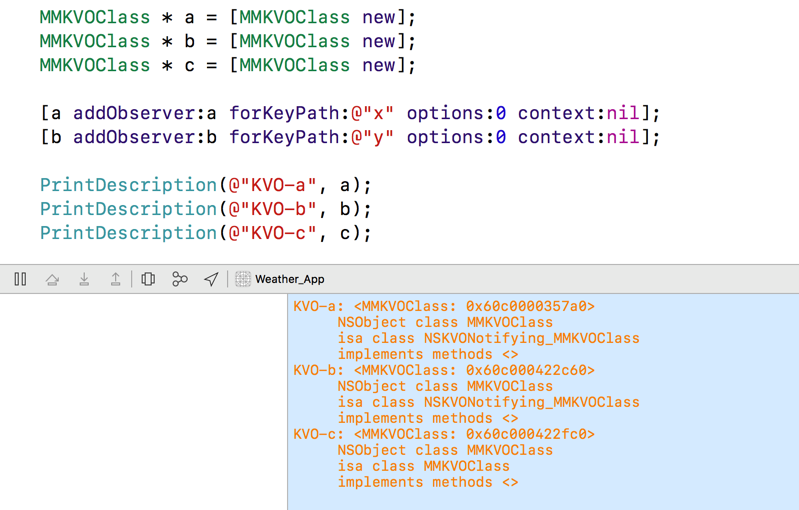 MMKVOClass * a = [MMKVOClass new];
MMKVOClass * b = [MMKVOClass new];
MMKVOClass * c = [MMKVOClass new];
[a addObserver:a forKeyPath:@"x" options:0 context:nil];
[b addObserver:b forKeyPath:@"y" options:0 context:nil];
PrintDescription(@"KVO-a", a);
PrintDescription(@"KVO-b", b);
PrintDescription(@"KVO-c", c);
Weather_App
KVO-a: <MMKVOClass: 0x60c0000357a0>
NSObject class MMKVOClass
isa class NSKVONotifying_MMKVOClass
implements methods <>
KVO-b: <MMKVOClass: 0x60c000422c60>
NSObject class MMKVOClass
isa class NSKVONotifying_MMKVOClass
implements methods <>
KVO-c: <MMKVOClass: 0x60c000422fc0>
NSObject class MMKVOClass
isa class MMKVOClass
implements methods <>